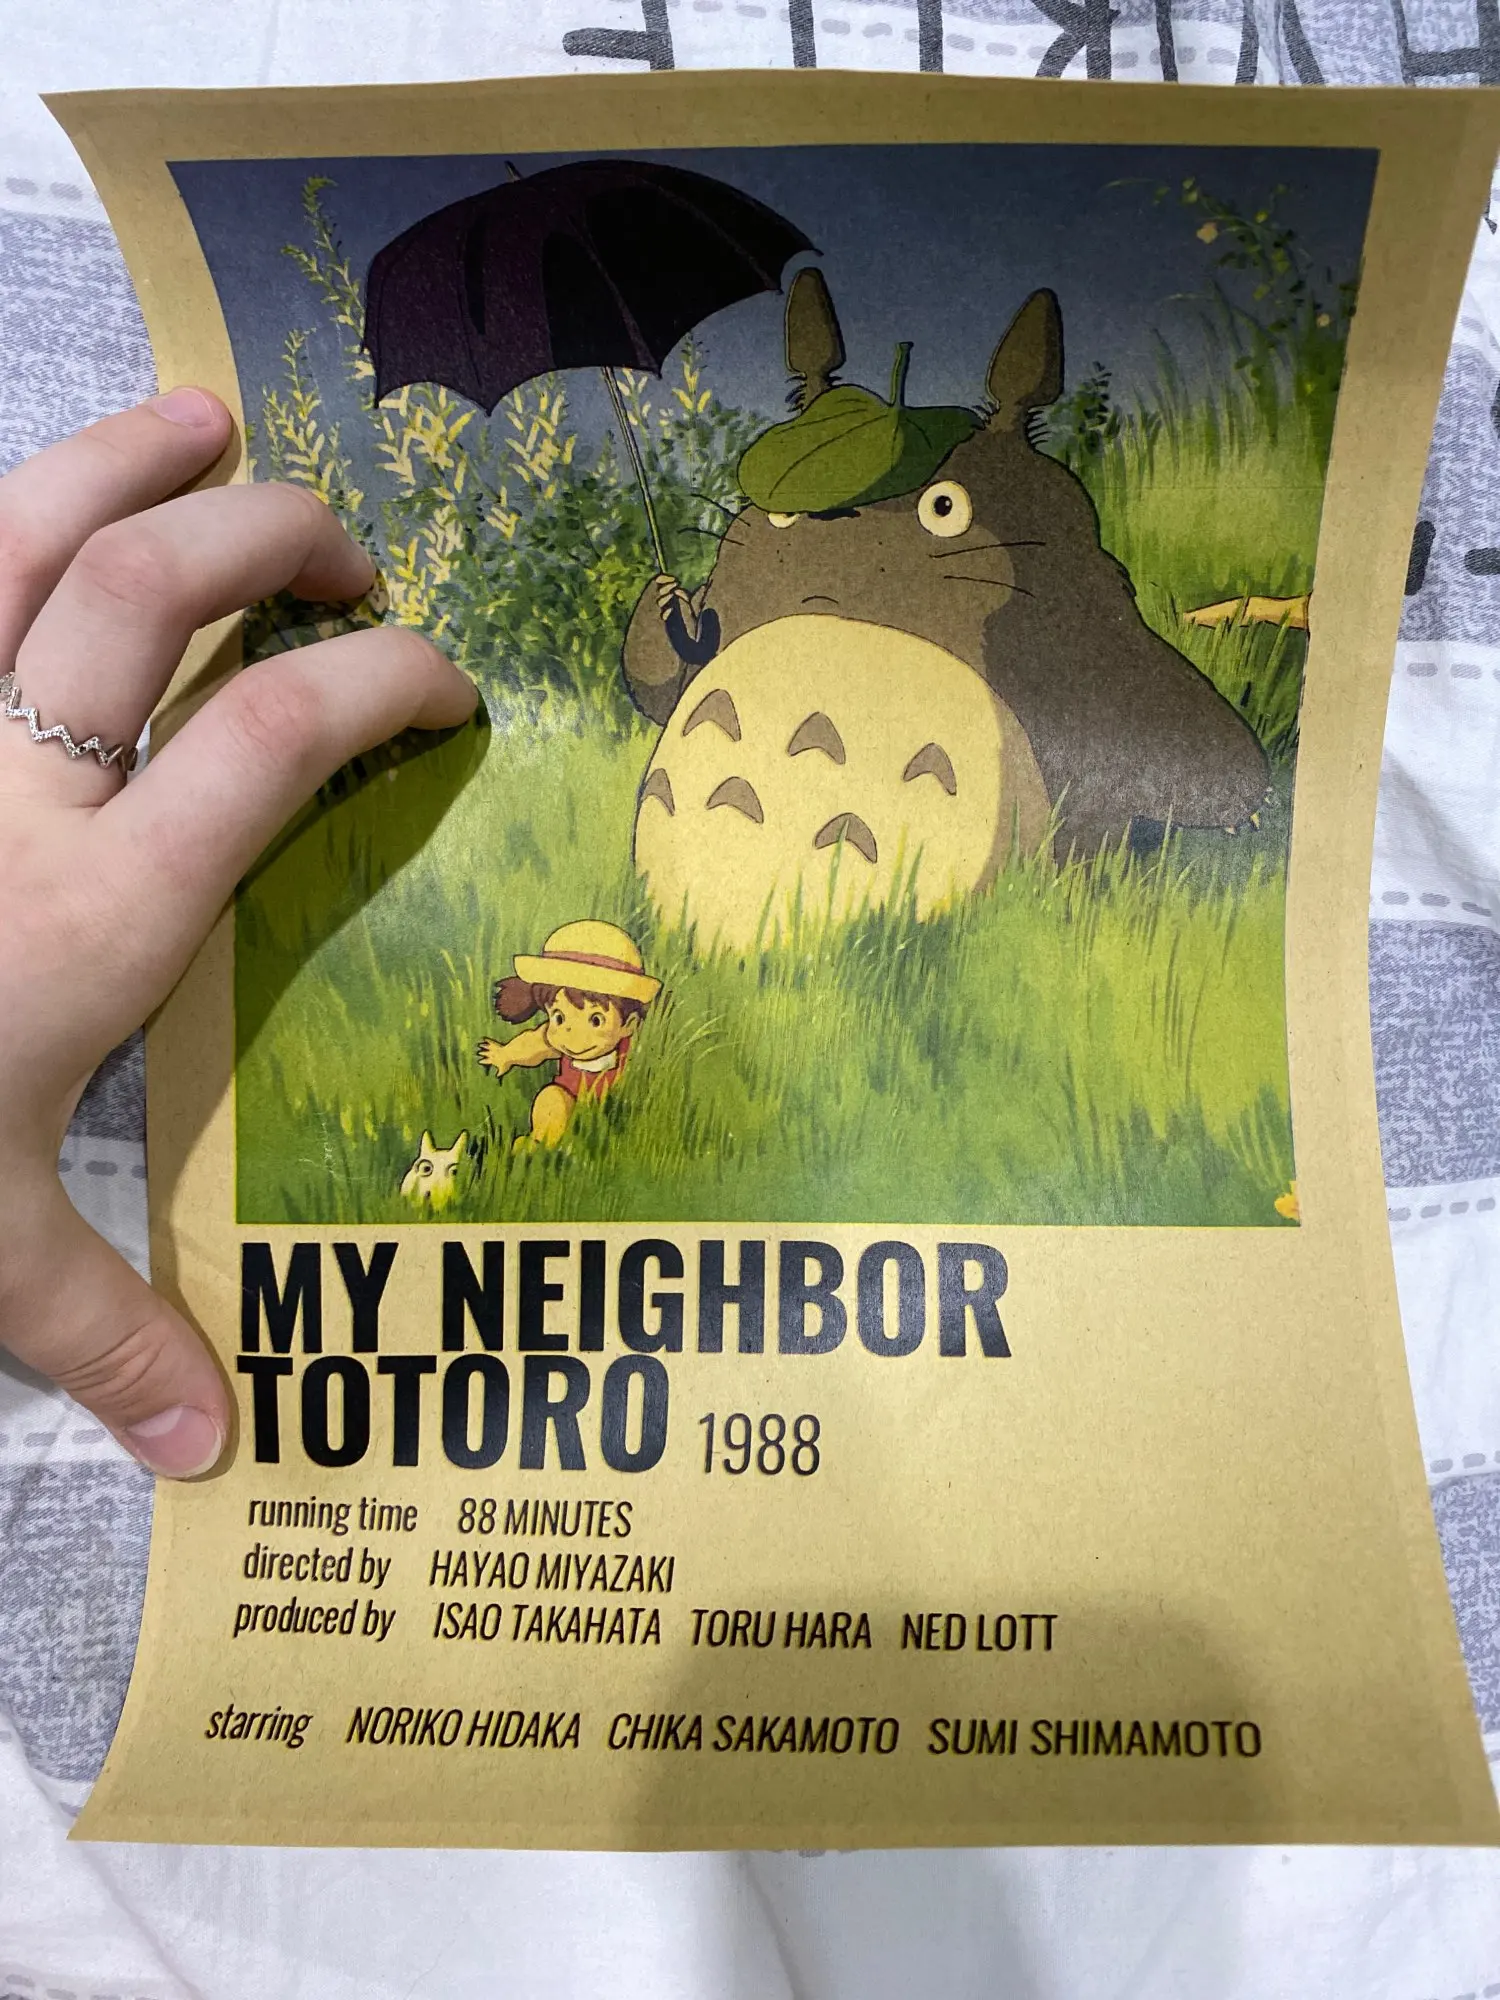 MY NEIGHBOR
TOTORO 1988
running time 88 MINUTES
directed by HAYAO MIYAZAKI
produced by ISAO TAKAHATA TORU HARA NED LOTT
starring NORIKO HIDAKA CHIKA SAKAMOTO SUMI SHIMAMOTO